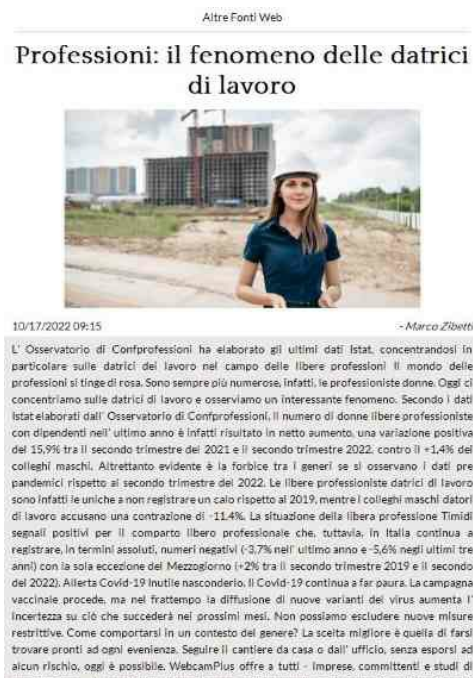 Altre Fonti Web
Professioni: il fenomeno delle datrici
di lavoro
10/17/2022 09:15
- Marco Zibetti
L' Osservatorio di Confprofessioni ha elaborato gli ultimi dati Istat, concentrandosi in
particolare sulle datrici dei lavoro nel campo delle libere professioni Il mondo delle
professioni si tinge di rosa. Sono sempre più numerose, infatti, le professioniste donne. Oggi ci
concentriamo sulle datrici di lavoro e osserviamo un interessante fenomeno. Secondo i dati
Istat elaborati dall' Osservatorio di Confprofessioni, il numero di donne libere professioniste
con dipendenti nell' ultimo anno è infatti risultato in netto aumento, una variazione positiva
del 15,9% tra il secondo trimestre del 2021 e il secondo trimestre 2022, contro il +1,4% dei
colleghi maschi. Altrettanto evidente è la forbice tra i generi se si osservano i dati pre
pandemici rispetto al secondo trimestre del 2022. Le libere professioniste datrici di lavoro
sono infatti le uniche a non registrare un calo rispetto al 2019, mentre i colleghi maschi datori
di lavoro accusano una contrazione di -11,4%. La situazione della libera professione Timidi
segnali positivi per il comparto libero professionale che, tuttavia, in Italia continua a
registrare, in termini assoluti, numeri negativi (-3,7% nell' ultimo anno e -5,6% negli ultimi tre
anni) con la sola eccezione del Mezzogiorno (+2% tra il secondo trimestre 2019 e il secondo
del 2022). Allerta Covid-19 Inutile nasconderlo. Il Covid-19 continua a far paura. La campagna
vaccinale procede, ma nel frattempo la diffusione di nuove varianti del virus aumenta l'
incertezza su ciò che succederà nei prossimi mesi. Non possiamo escludere nuove misure
restrittive. Come comportarsi in un contesto del genere? La scelta migliore è quella di farsi
trovare pronti ad ogni evenienza. Seguire il cantiere da casa o dall' ufficio, senza esporsi ad
alcun rischio, oggi è possibile. WebcamPlus offre a tutti - imprese, committenti e studi di